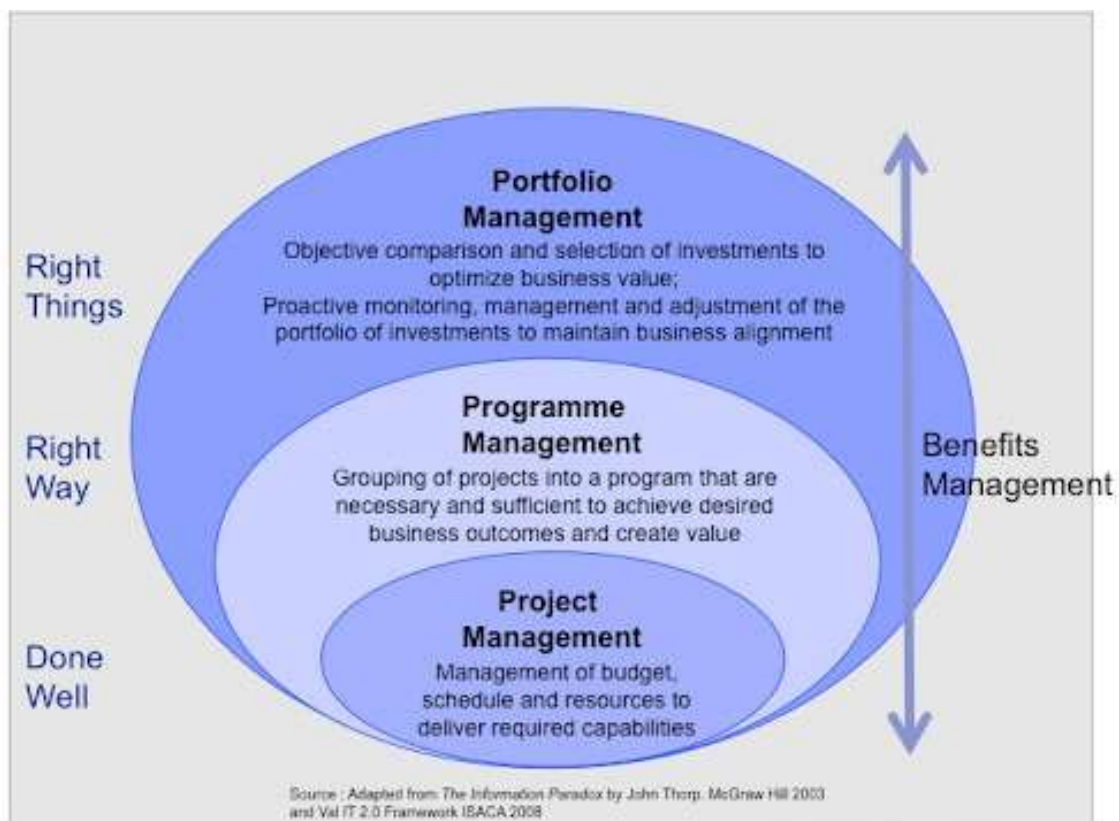 Portfolio
Management
Objective comparison and selection of investments to
optimize business value;
Proactive monitoring, management and adjustment of the
portfolio of investments to maintain business alignment
Right
Things
Programme
Management
Grouping of projects into a program that are
necessary and sufficient to achieve desired
business outcomes and create value
Right
Way
Benefits
Management
Project
Management
Management of budget,
schedule and resources to
deliver required capabilities
Done
Well
Source : Adapted from The Information Paradox by John Thorp. McGraw Hill 2003
and Val IT 2.0 Framework ISACA 2008